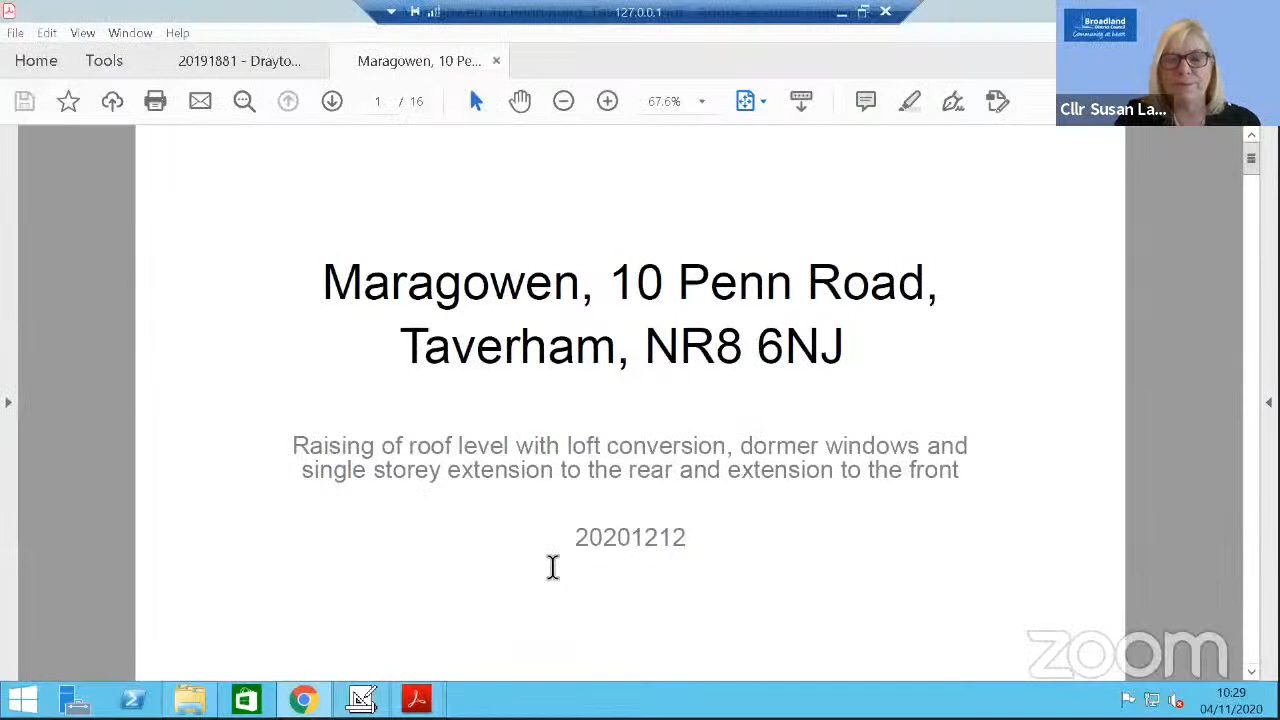 127.0.0.1
File Edit View Window Help
Home Tools 20191881 - Drayto... Maragowen, 10 Pe... ×
1 / 16 67.6%
Broadland
District Council
Community at heart
Cllr Susan La...
Maragowen, 10 Penn Road,
Taverham, NR8 6NJ
Raising of roof level with loft conversion, dormer windows and
single storey extension to the rear and extension to the front
20201212
zoom
10:29
04/11/2020